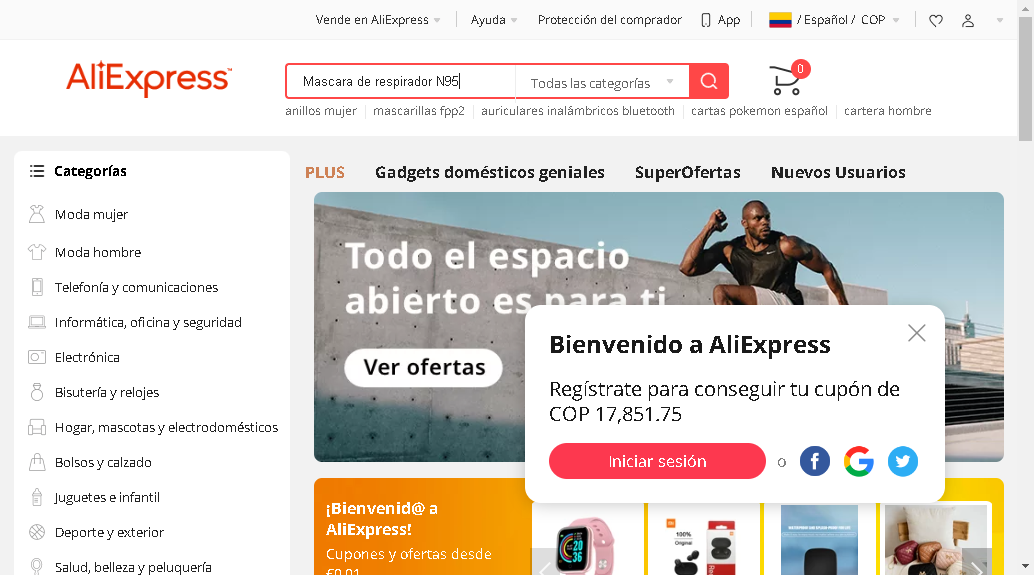 Vende en AliExpress
Ayuda
Protección del comprador
App
/ Español / COP
AliExpress™
Mascara de respirador N95
Todas las categorías
0
anillos mujer
mascarillas fpp2
auriculares inalámbricos bluetooth
cartas pokemon español
cartera hombre
Categorías
Moda mujer
Moda hombre
Telefonía y comunicaciones
Informática, oficina y seguridad
Electrónica
Bisutería y relojes
Hogar, mascotas y electrodomésticos
Bolsos y calzado
Juguetes e infantil
Deporte y exterior
Salud, belleza y peluquería
PLUS
Gadgets domésticos geniales
SuperOfertas
Nuevos Usuarios
Todo el espacio
abierto es para ti
Ver ofertas
Bienvenido a AliExpress
Regístrate para conseguir tu cupón de
COP 17,851.75
Iniciar sesión
o
¡Bienvenid@ a
AliExpress!
Cupones y ofertas desde
€0,01
100%
Original